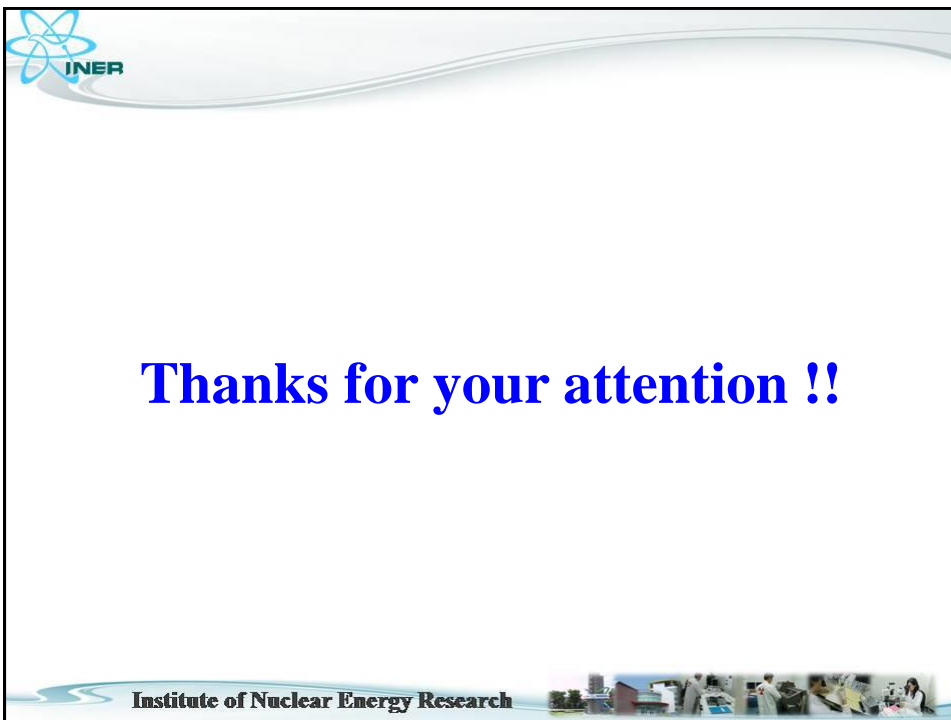 INER
Thanks for your attention !!
Institute of Nuclear Energy Research